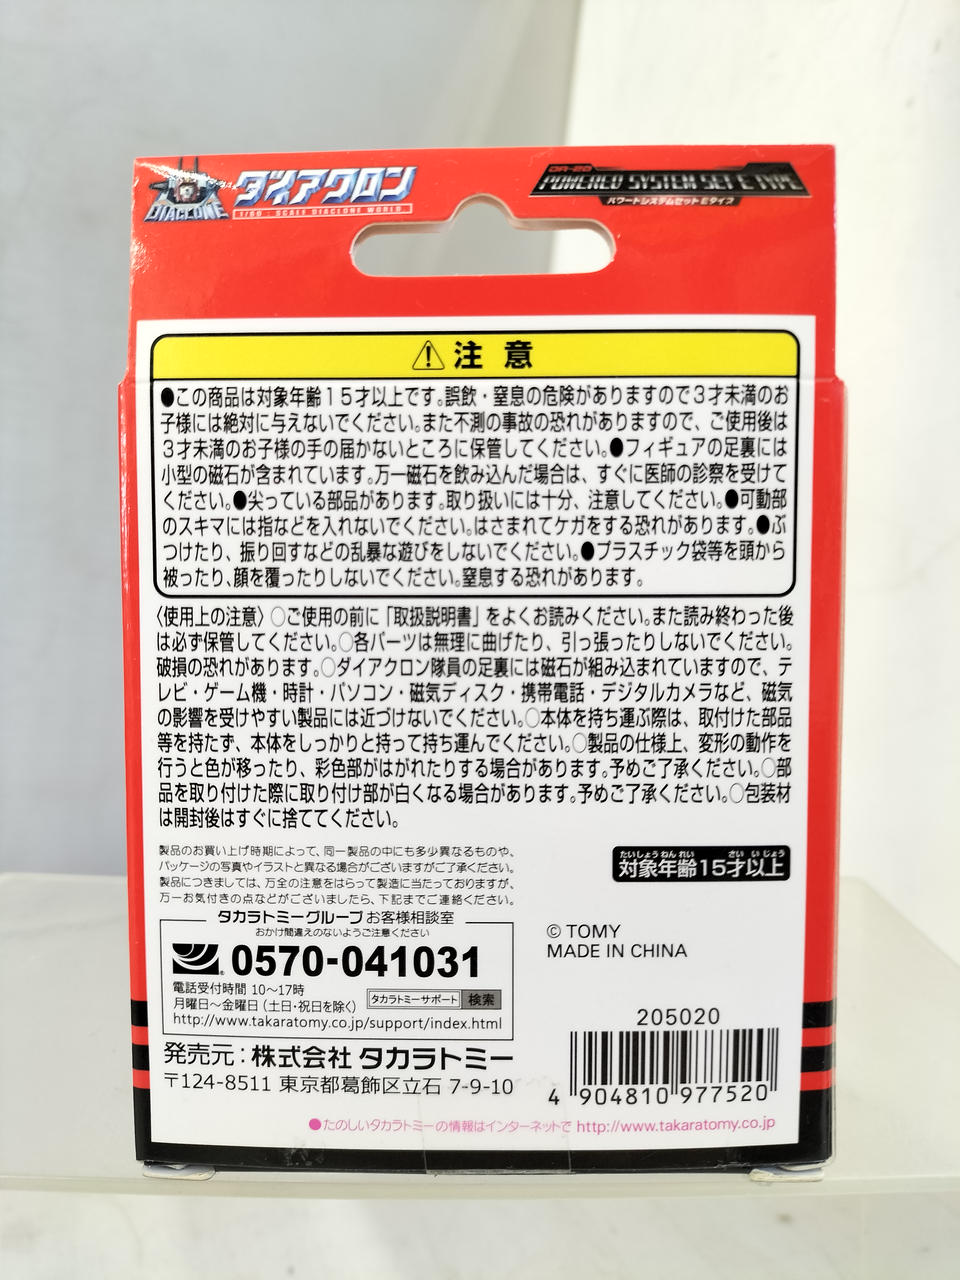 DIACLONE
ダイアクロン
1/60 : SCALE DIACLONE WORLD.
POWERED SYSTEM SET E TYPE
パワードシステムセット Eタイプ
⚠注 意
●この商品は対象年齢15才以上です。誤飲・窒息の危険がありますので3才未満のお
子様には絶対に与えないでください。また不測の事故の恐れがありますので、ご使用後は
3才未満のお子様の手の届かないところに保管してください。●フィギュアの足裏には
小型の磁石が含まれています。万一磁石を飲み込んだ場合は、すぐに医師の診察を受けて
ください。●尖っている部品があります。取り扱いには十分、注意してください。●可動部
のスキマには指などを入れないでください。はさまれてケガをする恐れがあります。●ぶ
つけたり、振り回すなどの乱暴な遊びをしないでください。●プラスチック袋等を頭から
被ったり、顔を覆ったりしないでください。窒息する恐れがあります。
〈使用上の注意〉○ご使用の前に「取扱説明書」をよくお読みください。また読み終わった後
は必ず保管してください。○各パーツは無理に曲げたり、引っ張ったりしないでください。
破損の恐れがあります。○ダイアクロン隊員の足裏には磁石が組み込まれていますので、テ
レビ・ゲーム機・時計・パソコン・磁気ディスク・携帯電話・デジタルカメラなど、磁気
の影響を受けやすい製品には近づけないでください。○本体を持ち運ぶ際は、取付けた部品
等を持たず、本体をしっかりと持って持ち運んでください。○製品の仕様上、変形の動作を
行うと色が移ったり、彩色部がはがれたりする場合があります。予めご了承ください。○部
品を取り付けた際に取り付け部が白くなる場合があります。予めご了承ください。○包装材
は開封後はすぐに捨ててください。
製品のお買い上げ時期によって、同一製品の中にも多少異なるものや、
パッケージの写真やイラストと異なる場合がございますがご了承ください。
製品につきましては、万全の注意をはらって製造に当たっておりますが、
万一お気付きの点などがございましたら、下記までご連絡ください。
たいしょうねんれい さい いじょう
対象年齢15才以上
タカラトミーグループ お客様相談室
おかけ間違えのないようご注意ください
0570-041031
電話受付時間 10〜17時
月曜日〜金曜日（土日・祝日を除く）
タカラトミーサポート 検索
http://www.takaratomy.co.jp/support/index.html
© TOMY
MADE IN CHINA
発売元：株式会社 タカラトミー
〒124-8511 東京都葛飾区立石 7-9-10
205020
4 904810 977520
●たのしいタカラトミーの情報はインターネットで http://www.takaratomy.co.jp